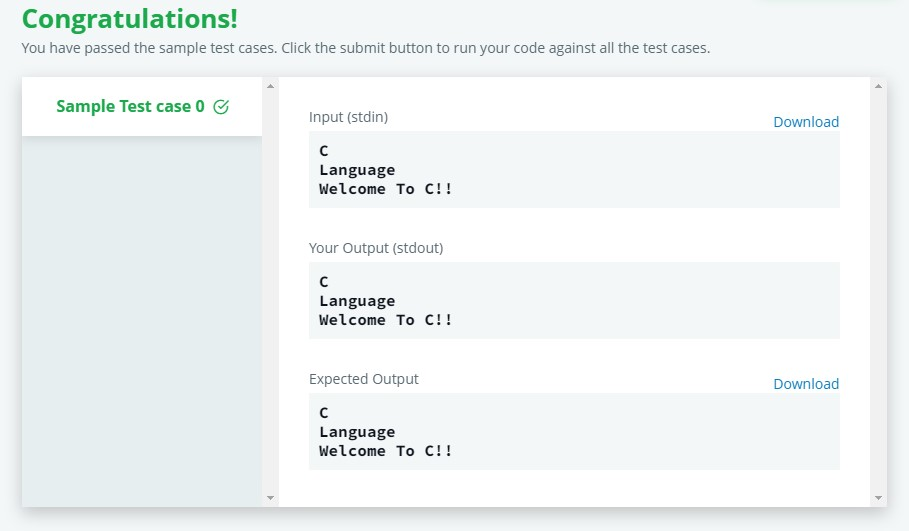 Congratulations!
You have passed the sample test cases. Click the submit button to run your code against all the test cases.
Sample Test case 0
Input (stdin)
Download
C
Language
Welcome To C!!
Your Output (stdout)
C
Language
Welcome To C!!
Expected Output
Download
C
Language
Welcome To C!!